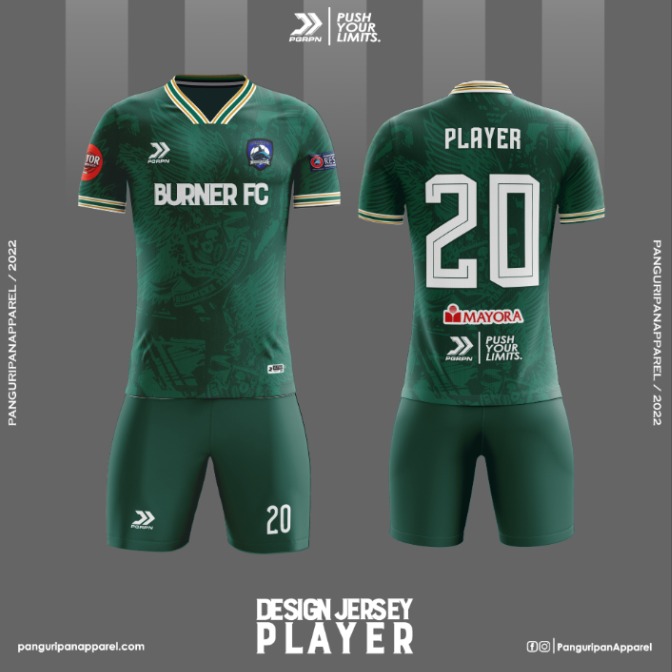 PGRPN
PUSH
YOUR
LIMITS.
PANGURIPANAPPAREL / 2022
PGRPN
BURNER FC
PGRPN
20
PLAYER
20
MAYORA
PGRPN
PUSH
YOUR
LIMITS.
PANGURIPANAPPAREL / 2022
DESIGN JERSEY
PLAYER
panguripanapparel.com
PanguripanApparel